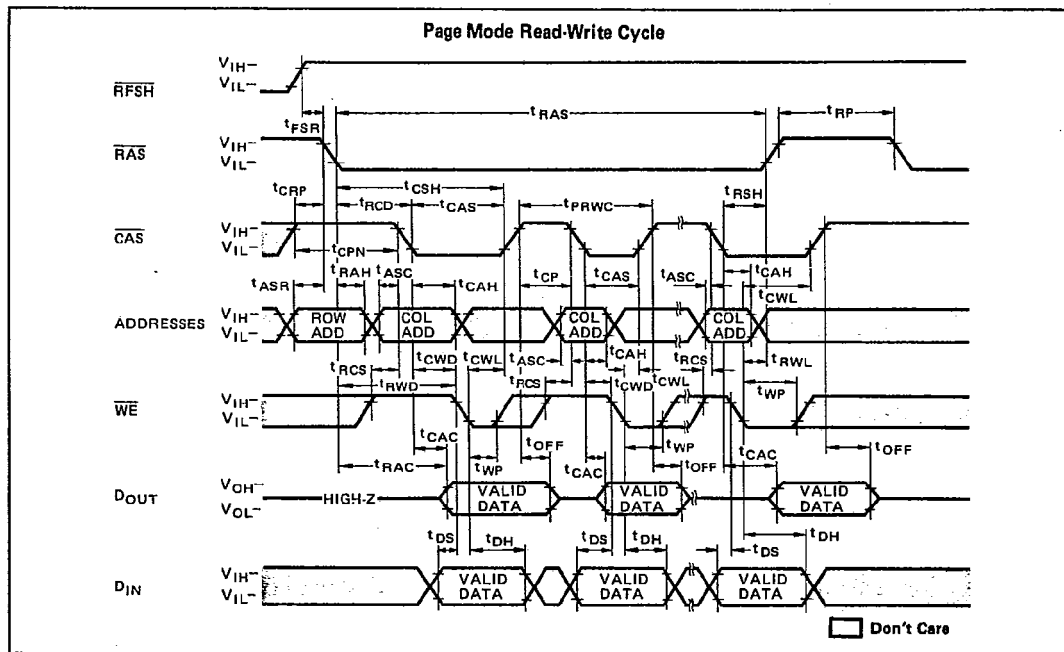 Page Mode Read-Write Cycle
RFSH
VIH–
VIL–
tFSR
tRAS
tRP
RAS
VIH–
VIL–
tCRP
tRCD
tCSH
tCAS
tPRWC
tRSH
CAS
VIH–
VIL–
tCPN
tRAH
tASC
tCP
tCAS
tASC
tCAH
tASR
tCAH
tCWL
ADDRESSES
VIH–
VIL–
ROW ADD
COL ADD
COL ADD
COL ADD
tRCS
tCWD
tCWL
tASC
tCAH
tRCS
tRWL
tRWD
tRCS
tCWD
tCWL
tWP
WE
VIH–
VIL–
tCAC
tOFF
tWP
tCAC
tOFF
tRAC
tWP
tCAC
tOFF
DOUT
VOH–
VOL–
HIGH-Z
VALID DATA
VALID DATA
VALID DATA
tDS
tDH
tDS
tDH
tDS
tDH
DIN
VIH–
VIL–
VALID DATA
VALID DATA
VALID DATA
Don't Care